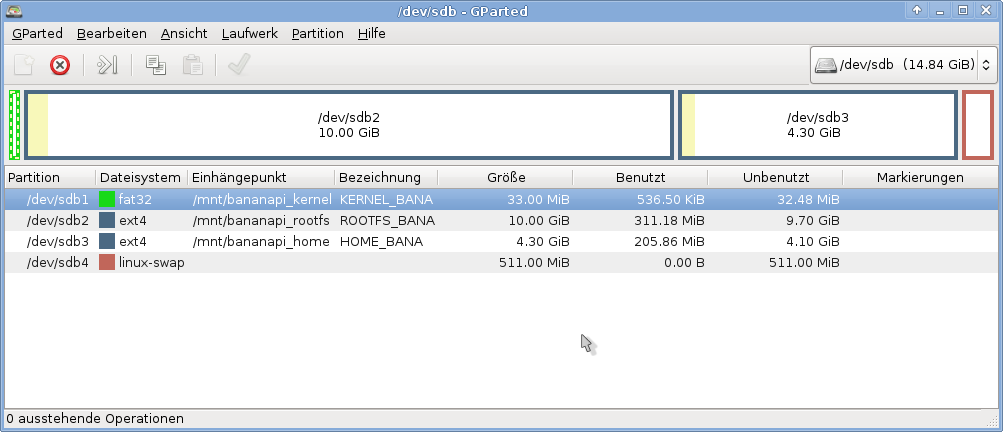 /dev/sdb - GParted
GParted Bearbeiten Ansicht Laufwerk Partition Hilfe
/dev/sdb (14.84 GiB)
/dev/sdb2 /dev/sdb3
10.00 GiB 4.30 GiB
Partition Dateisystem Einhängepunkt Bezeichnung Größe Benutzt Unbenutzt Markierungen
/dev/sdb1 fat32 /mnt/bananapi_kernel KERNEL_BANA 33.00 MiB 536.50 KiB 32.48 MiB
/dev/sdb2 ext4 /mnt/bananapi_rootfs ROOTFS_BANA 10.00 GiB 311.18 MiB 9.70 GiB
/dev/sdb3 ext4 /mnt/bananapi_home HOME_BANA 4.30 GiB 205.86 MiB 4.10 GiB
/dev/sdb4 linux-swap 511.00 MiB 0.00 B 511.00 MiB
0 ausstehende Operationen